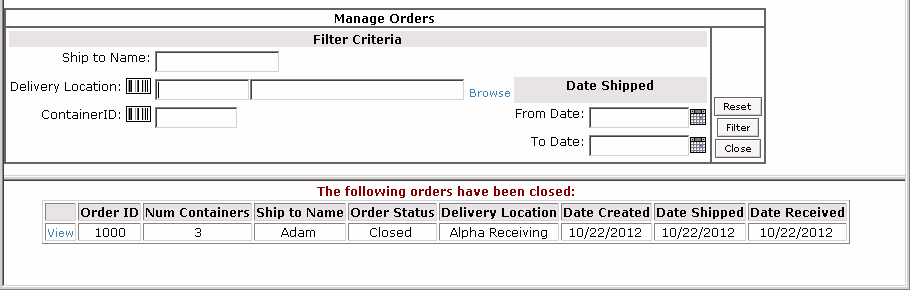 Manage Orders
Filter Criteria
Ship to Name:
Delivery Location: Browse
ContainerID:
Date Shipped
From Date:
To Date:
Reset
Filter
Close
The following orders have been closed:
Order ID Num Containers Ship to Name Order Status Delivery Location Date Created Date Shipped Date Received
View 1000 3 Adam Closed Alpha Receiving 10/22/2012 10/22/2012 10/22/2012